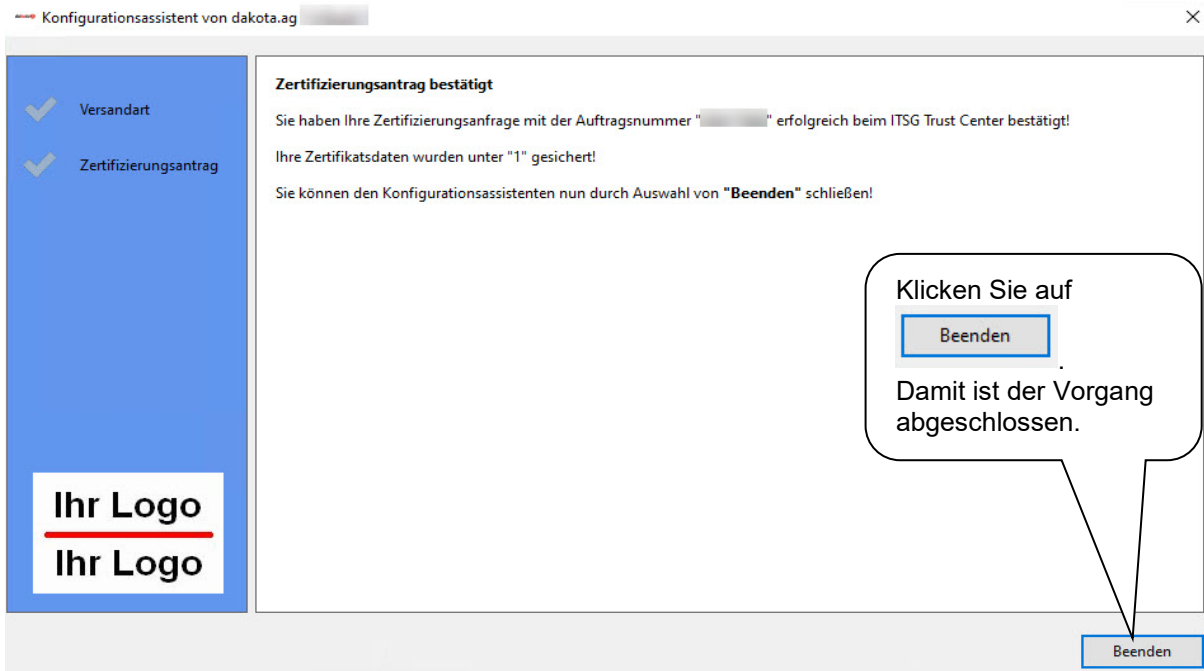 Konfigurationsassistent von dakota.ag
Versandart
Zertifizierungsantrag
Zertifizierungsantrag bestätigt
Sie haben Ihre Zertifizierungsanfrage mit der Auftragsnummer "" erfolgreich beim ITSG Trust Center bestätigt!
Ihre Zertifikatsdaten wurden unter "1" gesichert!
Sie können den Konfigurationsassistenten nun durch Auswahl von "Beenden" schließen!
Klicken Sie auf
Beenden
.
Damit ist der Vorgang
abgeschlossen.
Ihr Logo
Ihr Logo
Beenden